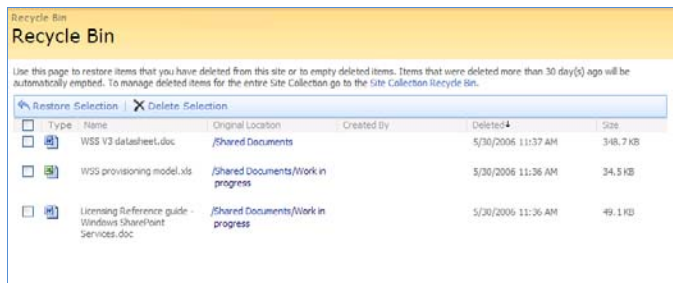 Recycle Bin
Recycle Bin
Use this page to restore items that you have deleted from this site or to empty deleted items. Items that were deleted more than 30 day(s) ago will be
automatically emptied. To manage deleted items for the entire Site Collection go to the Site Collection Recycle Bin.
Restore Selection | Delete Selection
Type Name Original Location Created By Deleted Size
WSS V3 datasheet.doc /Shared Documents 5/30/2006 11:37 AM 348.7 KB
WSS provisioning model.xls /Shared Documents/Work in 5/30/2006 11:36 AM 34.5 KB
progress
Licensing Reference guide - /Shared Documents/Work in 5/30/2006 11:36 AM 49.1 KB
Windows SharePoint progress
Services.doc